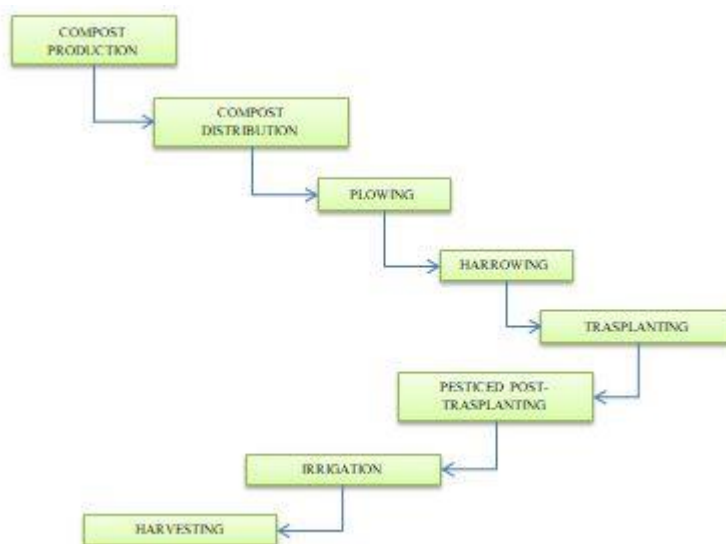 COMPOST
PRODUCTION
COMPOST
DISTRIBUTION
PLOWING
HARROWING
TRASPLANTING
PESTICED POST-
TRASPLANTING
IRRIGATION
HARVESTING